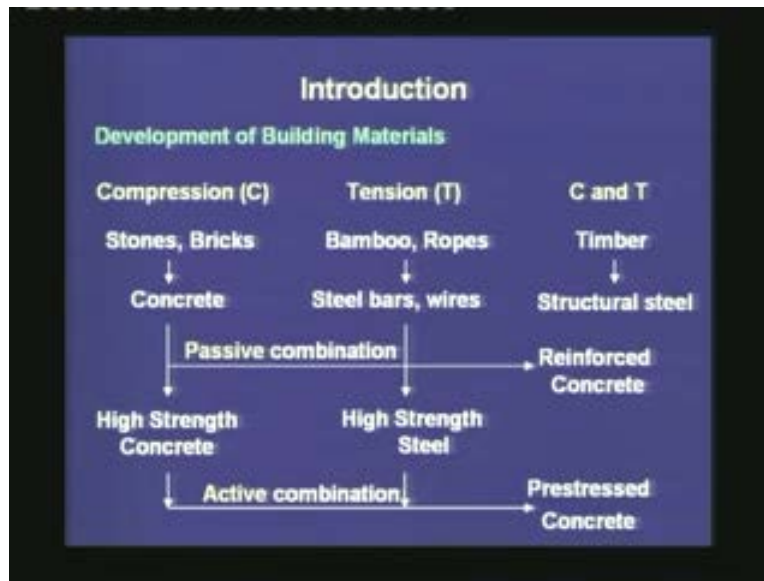 Introduction
Development of Building Materials
Compression (C) Tension (T) C and T
Stones, Bricks Bamboo, Ropes Timber
Concrete Steel bars, wires Structural steel
Passive combination
Reinforced
Concrete
High Strength
Concrete
High Strength
Steel
Active combination
Prestressed
Concrete